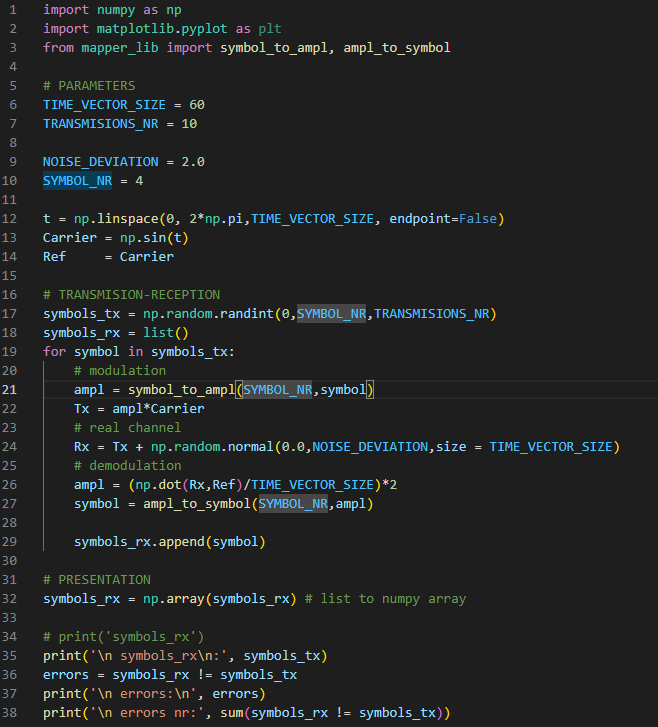 1 import numpy as np
2 import matplotlib.pyplot as plt
3 from mapper_lib import symbol_to_ampl, ampl_to_symbol
4
5 # PARAMETERS
6 TIME_VECTOR_SIZE = 60
7 TRANSMISIONS_NR = 10
8
9 NOISE_DEVIATION = 2.0
10 SYMBOL_NR = 4
11
12 t = np.linspace(0, 2*np.pi,TIME_VECTOR_SIZE, endpoint=False)
13 Carrier = np.sin(t)
14 Ref     = Carrier
15
16 # TRANSMISION-RECEPTION
17 symbols_tx = np.random.randint(0,SYMBOL_NR,TRANSMISIONS_NR)
18 symbols_rx = list()
19 for symbol in symbols_tx:
20     # modulation
21     ampl = symbol_to_ampl(SYMBOL_NR,symbol)
22     Tx = ampl*Carrier
23     # real channel
24     Rx = Tx + np.random.normal(0.0,NOISE_DEVIATION,size = TIME_VECTOR_SIZE)
25     # demodulation
26     ampl = (np.dot(Rx,Ref)/TIME_VECTOR_SIZE)*2
27     symbol = ampl_to_symbol(SYMBOL_NR,ampl)
28
29     symbols_rx.append(symbol)
30
31 # PRESENTATION
32 symbols_rx = np.array(symbols_rx) # list to numpy array
33
34 # print('symbols_rx')
35 print('\n symbols_rx\n:', symbols_tx)
36 errors = symbols_rx != symbols_tx
37 print('\n errors:\n', errors)
38 print('\n errors nr:', sum(symbols_rx != symbols_tx))